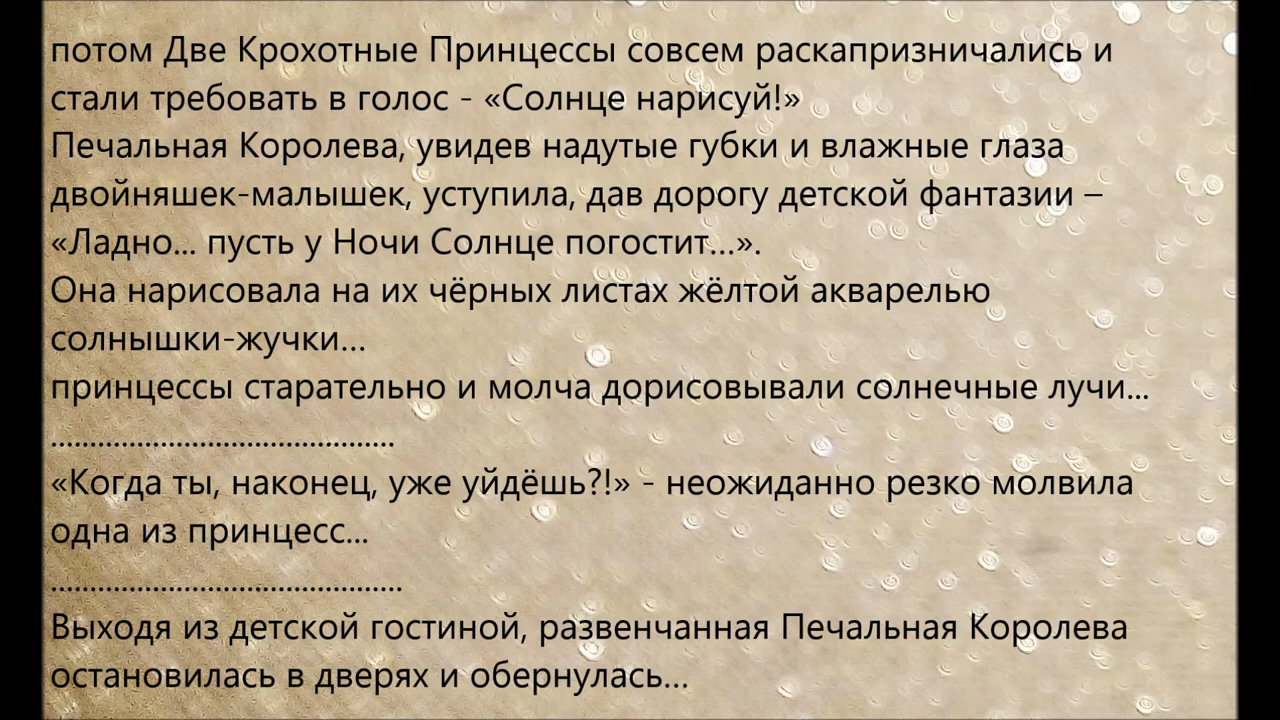 потом Две Крохотные Принцессы совсем раскапризничались и
стали требовать в голос - «Солнце нарисуй!»
Печальная Королева, увидев надутые губки и влажные глаза
двойняшек-малышек, уступила, дав дорогу детской фантазии –
«Ладно... пусть у Ночи Солнце погостит...».
Она нарисовала на их чёрных листах жёлтой акварелью
солнышки-жучки...
принцессы старательно и молча дорисовывали солнечные лучи...
............................................
«Когда ты, наконец, уже уйдёшь?!» - неожиданно резко молвила
одна из принцесс...
.............................................
Выходя из детской гостиной, развенчанная Печальная Королева
остановилась в дверях и обернулась...